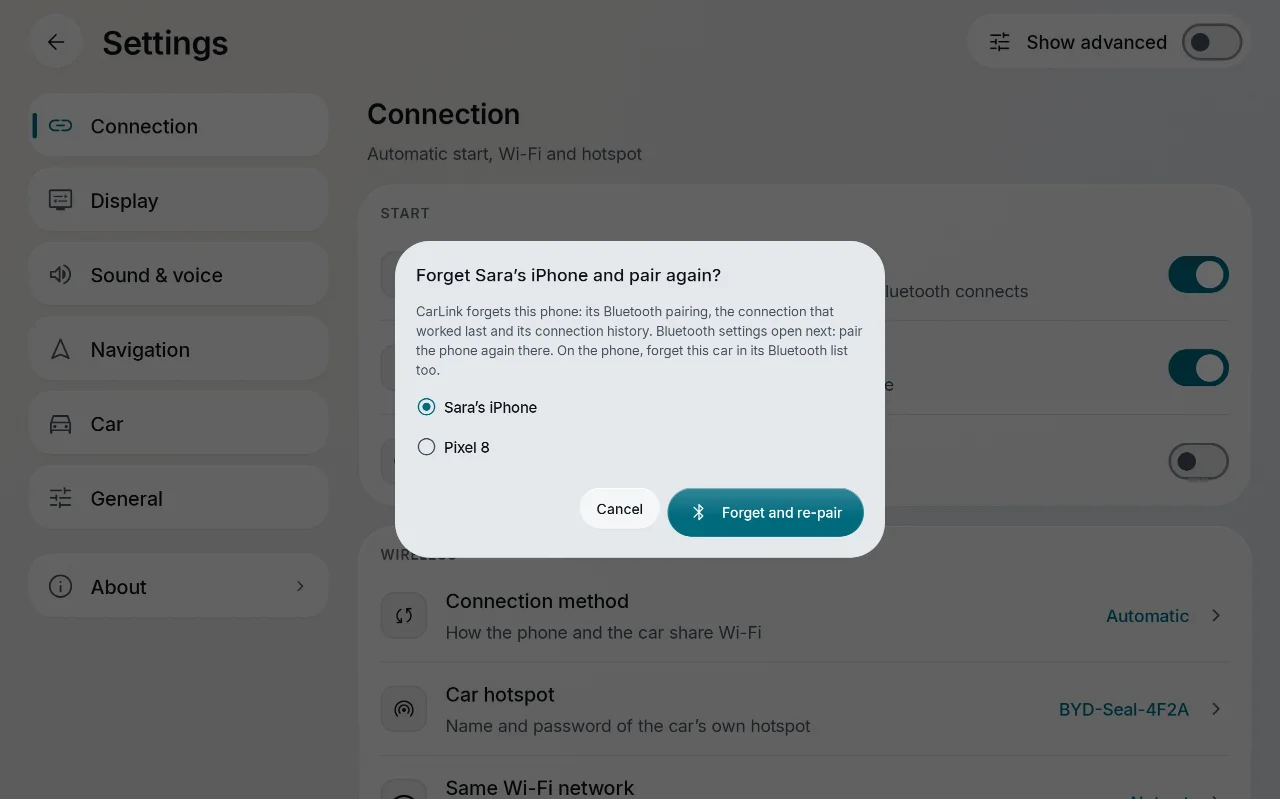 Settings
Show advanced
Connection
Display
Sound & voice
Navigation
Car
General
About
Connection
Automatic start, Wi-Fi and hotspot
START
luetooth connects
e
Forget Sara’s iPhone and pair again?
CarLink forgets this phone: its Bluetooth pairing, the connection that
worked last and its connection history. Bluetooth settings open next: pair
the phone again there. On the phone, forget this car in its Bluetooth list
too.
Sara’s iPhone
Pixel 8
Cancel
Forget and re-pair
Connection method
How the phone and the car share Wi-Fi
Automatic
Car hotspot
Name and password of the car’s own hotspot
BYD-Seal-4F2A
Same Wi-Fi network